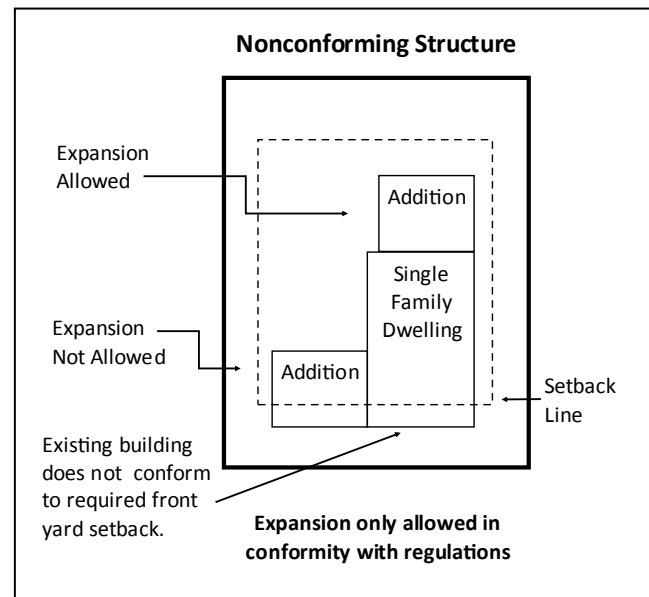 Nonconforming Structure
Expansion
Allowed
Addition
Single
Family
Dwelling
Expansion
Not Allowed
Addition
Setback
Line
Existing building
does not conform
to required front
yard setback.
Expansion only allowed in
conformity with regulations